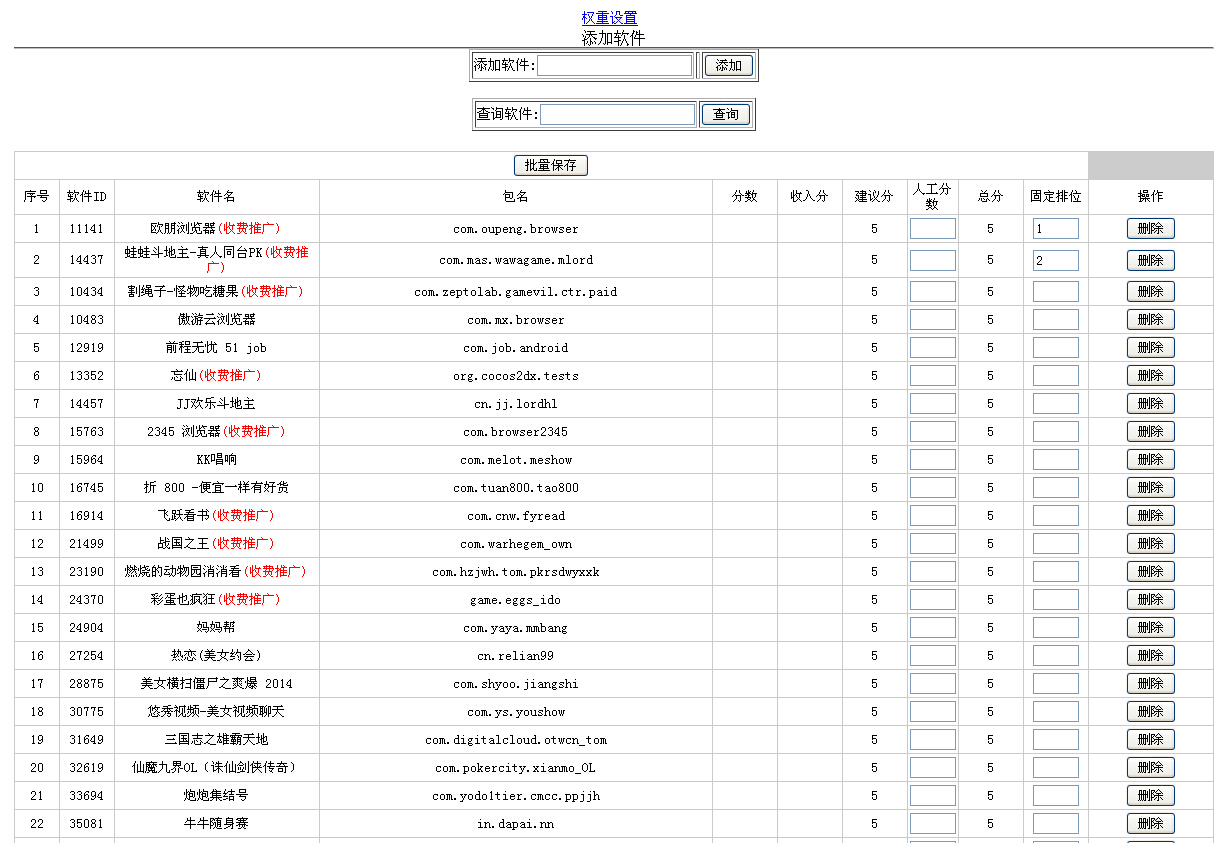 权重设置
添加软件
添加软件: 添加
查询软件: 查询
批量保存
序号 软件ID 软件名 包名 分数 收入分 建议分 人工分数 总分 固定排位 操作
1 11141 欧朋浏览器(收费推广) com.oupeng.browser 5 5 1 删除
2 14437 蛙蛙斗地主-真人同台PK(收费推广) com.mas.wawagame.mlord 5 5 2 删除
3 10434 割绳子-怪物吃糖果(收费推广) com.zeptolab.gamevil.ctr.paid 5 5 删除
4 10483 傲游云浏览器 com.mx.browser 5 5 删除
5 12919 前程无忧 51 job com.job.android 5 5 删除
6 13352 忘仙(收费推广) org.cocos2dx.tests 5 5 删除
7 14457 JJ欢乐斗地主 cn.jj.lordhl 5 5 删除
8 15763 2345 浏览器(收费推广) com.browser2345 5 5 删除
9 15964 KK唱响 com.melot.meshow 5 5 删除
10 16745 折 800 -便宜一样有好货 com.tuan800.tao800 5 5 删除
11 16914 飞跃看书(收费推广) com.cnw.fyread 5 5 删除
12 21499 战国之王(收费推广) com.warhegem_own 5 5 删除
13 23190 燃烧的动物园消消看(收费推广) com.hzjwh.tom.pkrsdwyxxk 5 5 删除
14 24370 彩蛋也疯狂(收费推广) game.eggs_ido 5 5 删除
15 24904 妈妈帮 com.yaya.mmbang 5 5 删除
16 27254 热恋(美女约会) cn.relian99 5 5 删除
17 28875 美女横扫僵尸之爽爆 2014 com.shyoo.jiangshi 5 5 删除
18 30775 悠秀视频-美女视频聊天 com.ys.youshow 5 5 删除
19 31649 三国志之雄霸天地 com.digitalcloud.otwcn_tom 5 5 删除
20 32619 仙魔九界OL（诛仙剑侠传奇） com.pokercity.xianmo_OL 5 5 删除
21 33694 炮炮集结号 com.yodo1tier.cmcc.ppjjh 5 5 删除
22 35081 牛牛随身赛 in.dapai.nn 5 5 删除